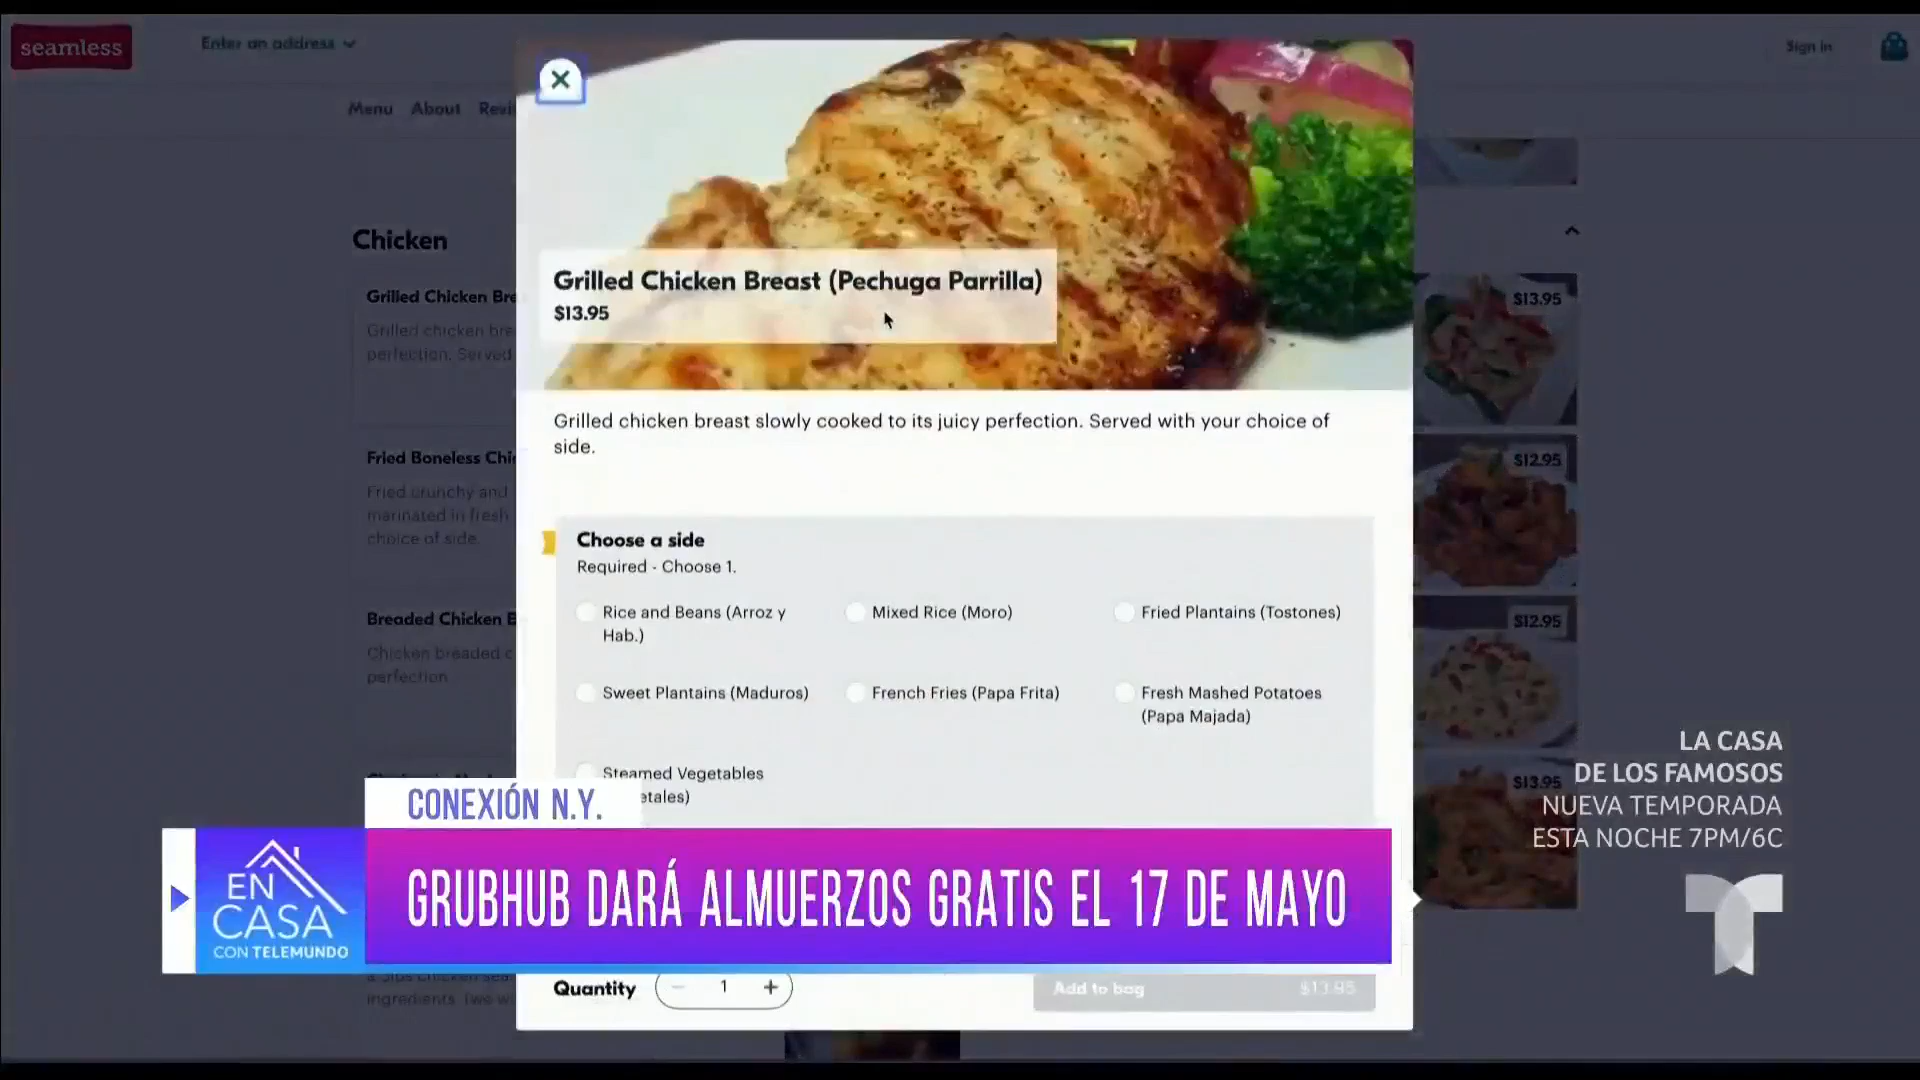 seamless
Enter an address
Sign in
Menu About
Chicken
Grilled Chicken Breast (Pechuga Parrilla)
$13.95
Grilled chicken breast slowly cooked to its juicy perfection. Served with your choice of
side.
Choose a side
Required - Choose 1.
Rice and Beans (Arroz y
Hab.)
Mixed Rice (Moro)
Fried Plantains (Tostones)
Sweet Plantains (Maduros)
French Fries (Papa Frita)
Fresh Mashed Potatoes
(Papa Majada)
Steamed Vegetables
Quantity
1
Add to bag
$13.95
Grilled Chicken
Grilled chicken
perfection. Served
Fried Boneless
Fried crunchy and
marinated in fresh
choice of side.
Breaded Chicken
Chicken breaded
perfection
ingredients. Two
$13.95
$12.95
$12.95
$13.95
CONEXIÓN N.Y.
GRUBHUB DARÁ ALMUERZOS GRATIS EL 17 DE MAYO
EN
CASA
CON TELEMUNDO
LA CASA
DE LOS FAMOSOS
NUEVA TEMPORADA
ESTA NOCHE 7PM/6C